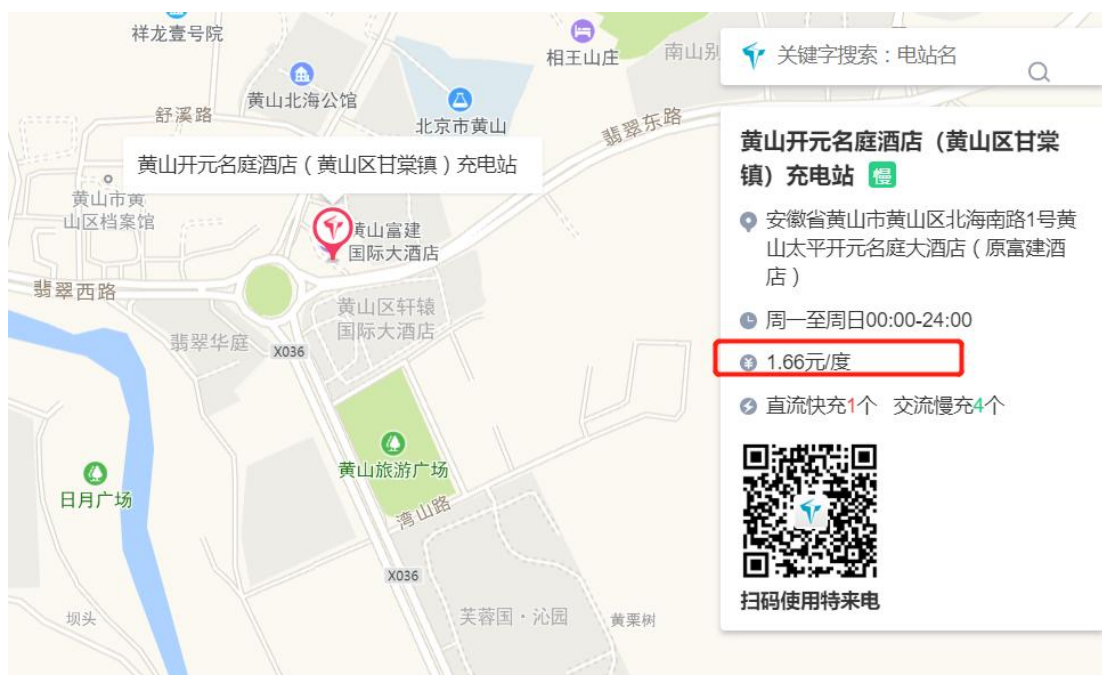 祥龙壹号院
相王山庄
南山别
黄山北海公馆
舒溪路
北京市黄山
翡翠东路
黄山开元名庭酒店（黄山区甘棠镇）充电站
黄山市黄
山区档案馆
黄山富建
国际大酒店
翡翠西路
黄山区轩辕
国际大酒店
翡翠华庭
X036
黄山旅游广场
日月广场
湾山路
X036
坝头
芙蓉国·沁园
黄栗树
关键字搜索：电站名
黄山开元名庭酒店（黄山区甘棠
镇）充电站 慢
安徽省黄山市黄山区北海南路1号黄
山太平开元名庭大酒店（原富建酒
店）
周一至周日00:00-24:00
1.66元/度
直流快充1个 交流慢充4个
扫码使用特来电